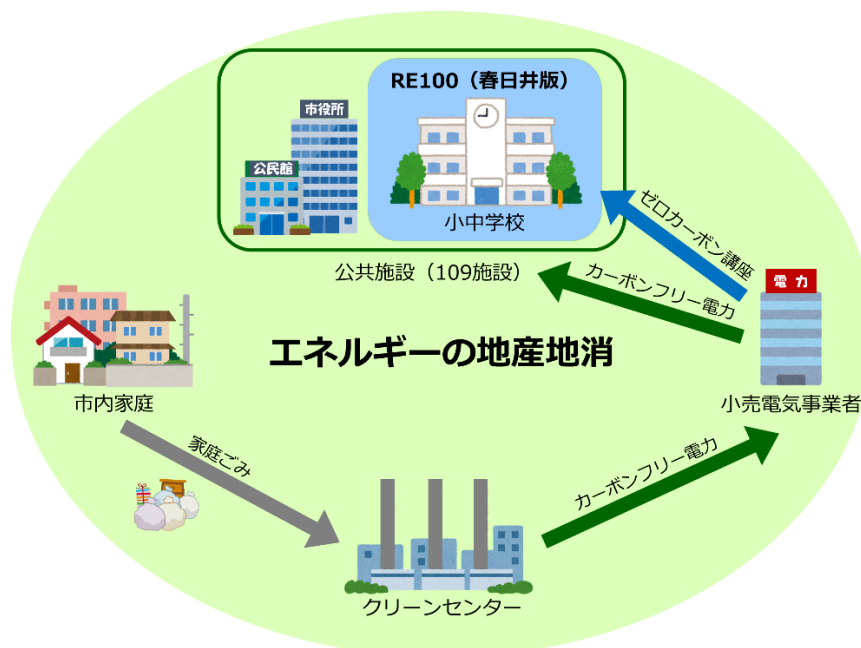 RE100（春日井版）
市役所
公民館
小中学校
公共施設（109施設）
ゼロカーボン講座
カーボンフリー電力
電力
小売電気事業者
エネルギーの地産地消
市内家庭
家庭ごみ
カーボンフリー電力
クリーンセンター